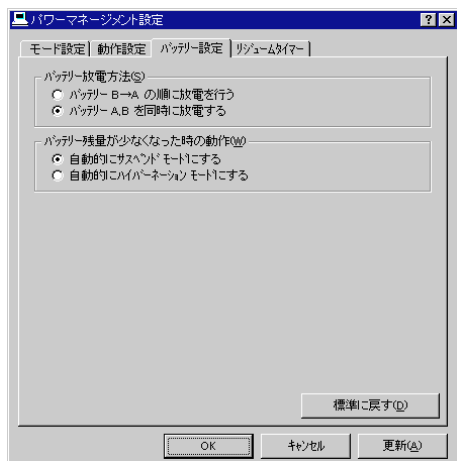 パワーマネージメント設定
モード設定 動作設定 バッテリー設定 リジュームタイマー
バッテリー放電方法(S)
バッテリー B→A の順に放電を行う
バッテリー A,B を同時に放電する
バッテリー残量が少なくなった時の動作(W)
自動的にサスペンド モードにする
自動的にハイバーネーション モードにする
標準に戻す(D)
OK キャンセル 更新(A)